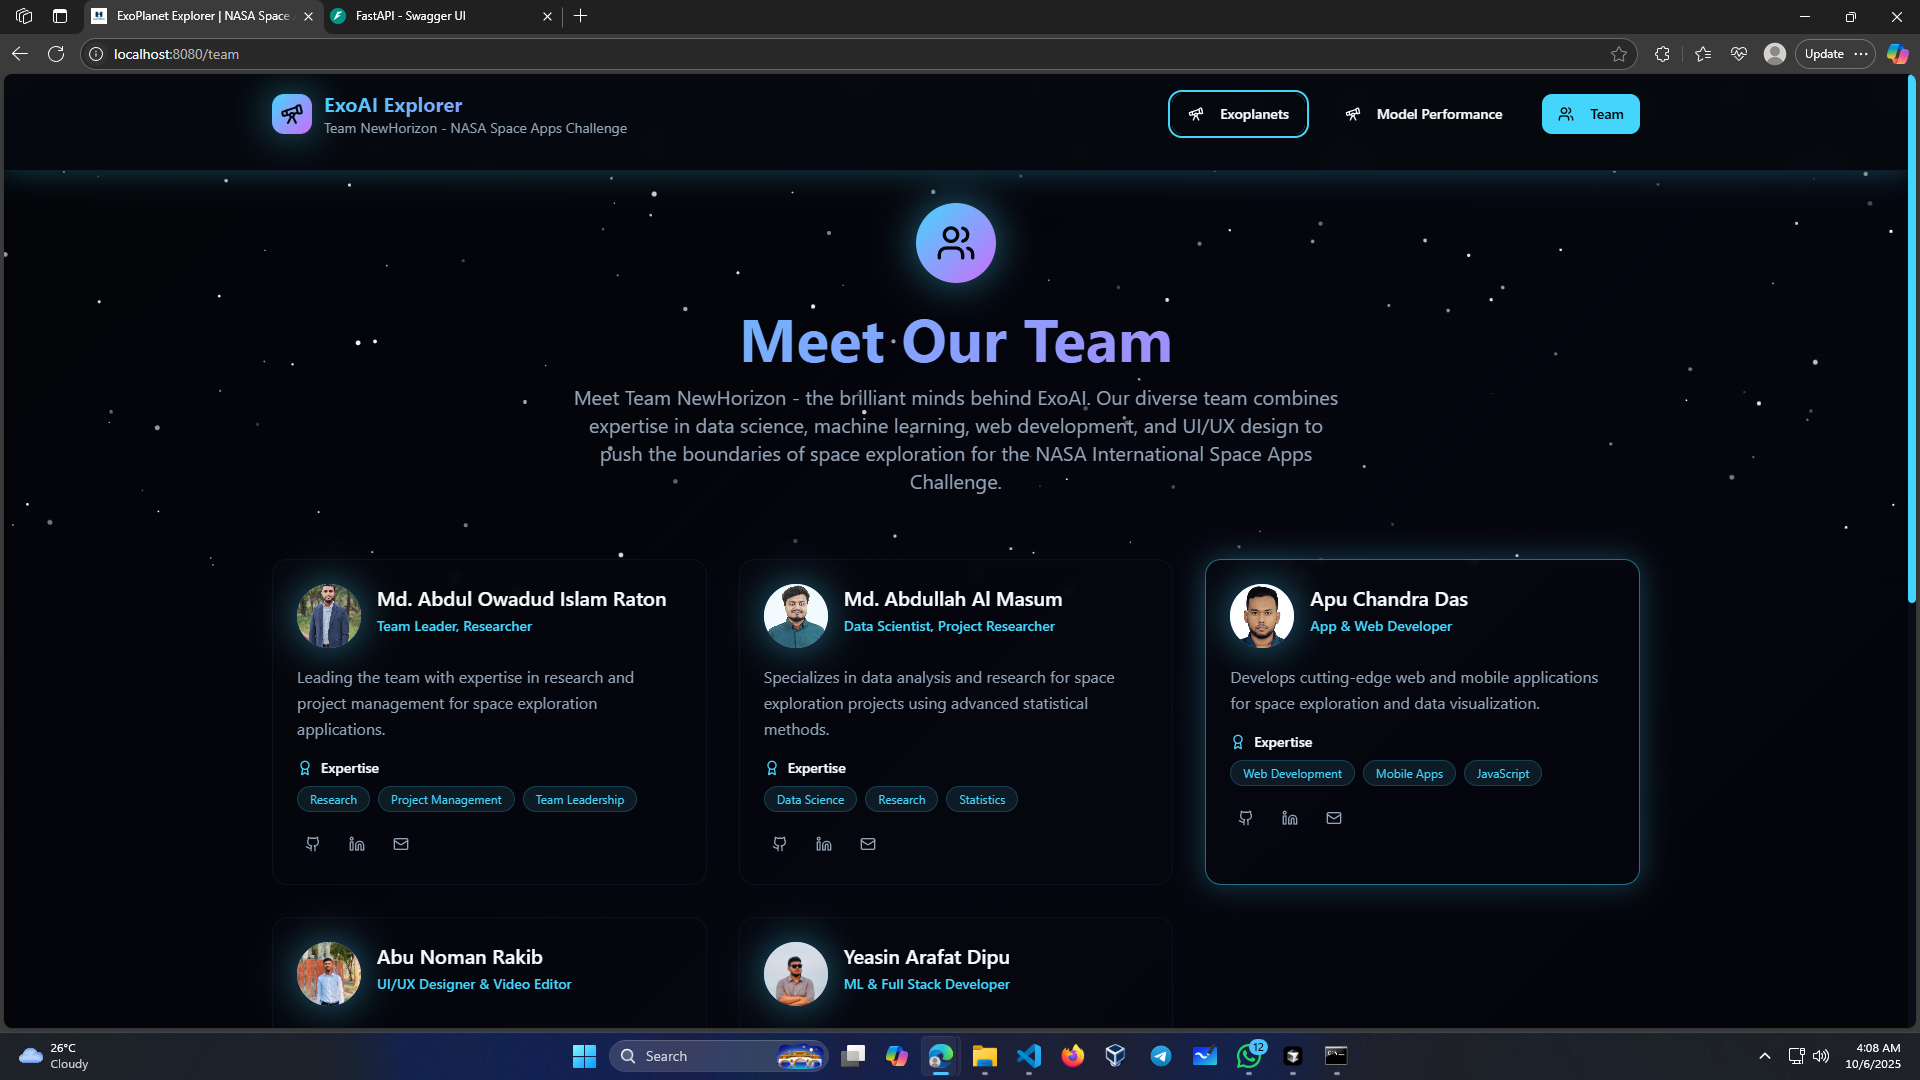 ExoPlanet Explorer | NASA Space
FastAPI - Swagger UI
localhost:8080/team
Update
ExoAI Explorer
Team NewHorizon - NASA Space Apps Challenge
Exoplanets
Model Performance
Team
Meet Our Team
Meet Team NewHorizon - the brilliant minds behind ExoAI. Our diverse team combines
expertise in data science, machine learning, web development, and UI/UX design to
push the boundaries of space exploration for the NASA International Space Apps
Challenge.
Md. Abdul Owadud Islam Raton
Team Leader, Researcher
Leading the team with expertise in research and
project management for space exploration
applications.
Expertise
Research
Project Management
Team Leadership
Md. Abdullah Al Masum
Data Scientist, Project Researcher
Specializes in data analysis and research for space
exploration projects using advanced statistical
methods.
Expertise
Data Science
Research
Statistics
Apu Chandra Das
App & Web Developer
Develops cutting-edge web and mobile applications
for space exploration and data visualization.
Expertise
Web Development
Mobile Apps
JavaScript
Abu Noman Rakib
UI/UX Designer & Video Editor
Yeasin Arafat Dipu
ML & Full Stack Developer
26°C
Cloudy
Search
12
4:08 AM
10/6/2025